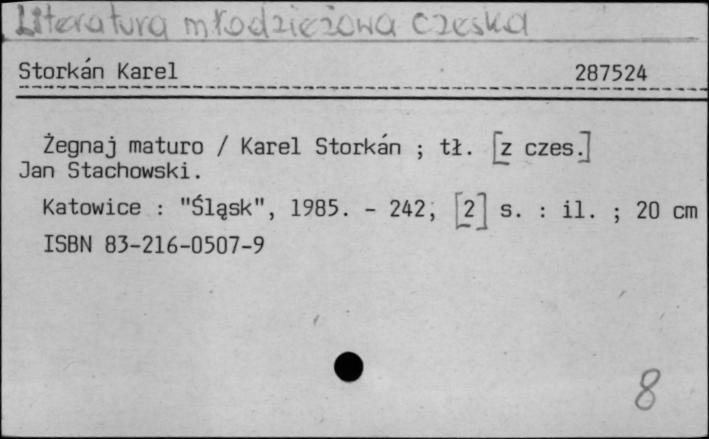 Literatura młodzieżowa czeska
Storkán Karel 287524
Żegnaj maturo / Karel Storkán ; tł. [z czes.]
Jan Stachowski.
Katowice : "Śląsk", 1985. - 242, [2] s. : il. ; 20 cm
ISBN 83-216-0507-9
8